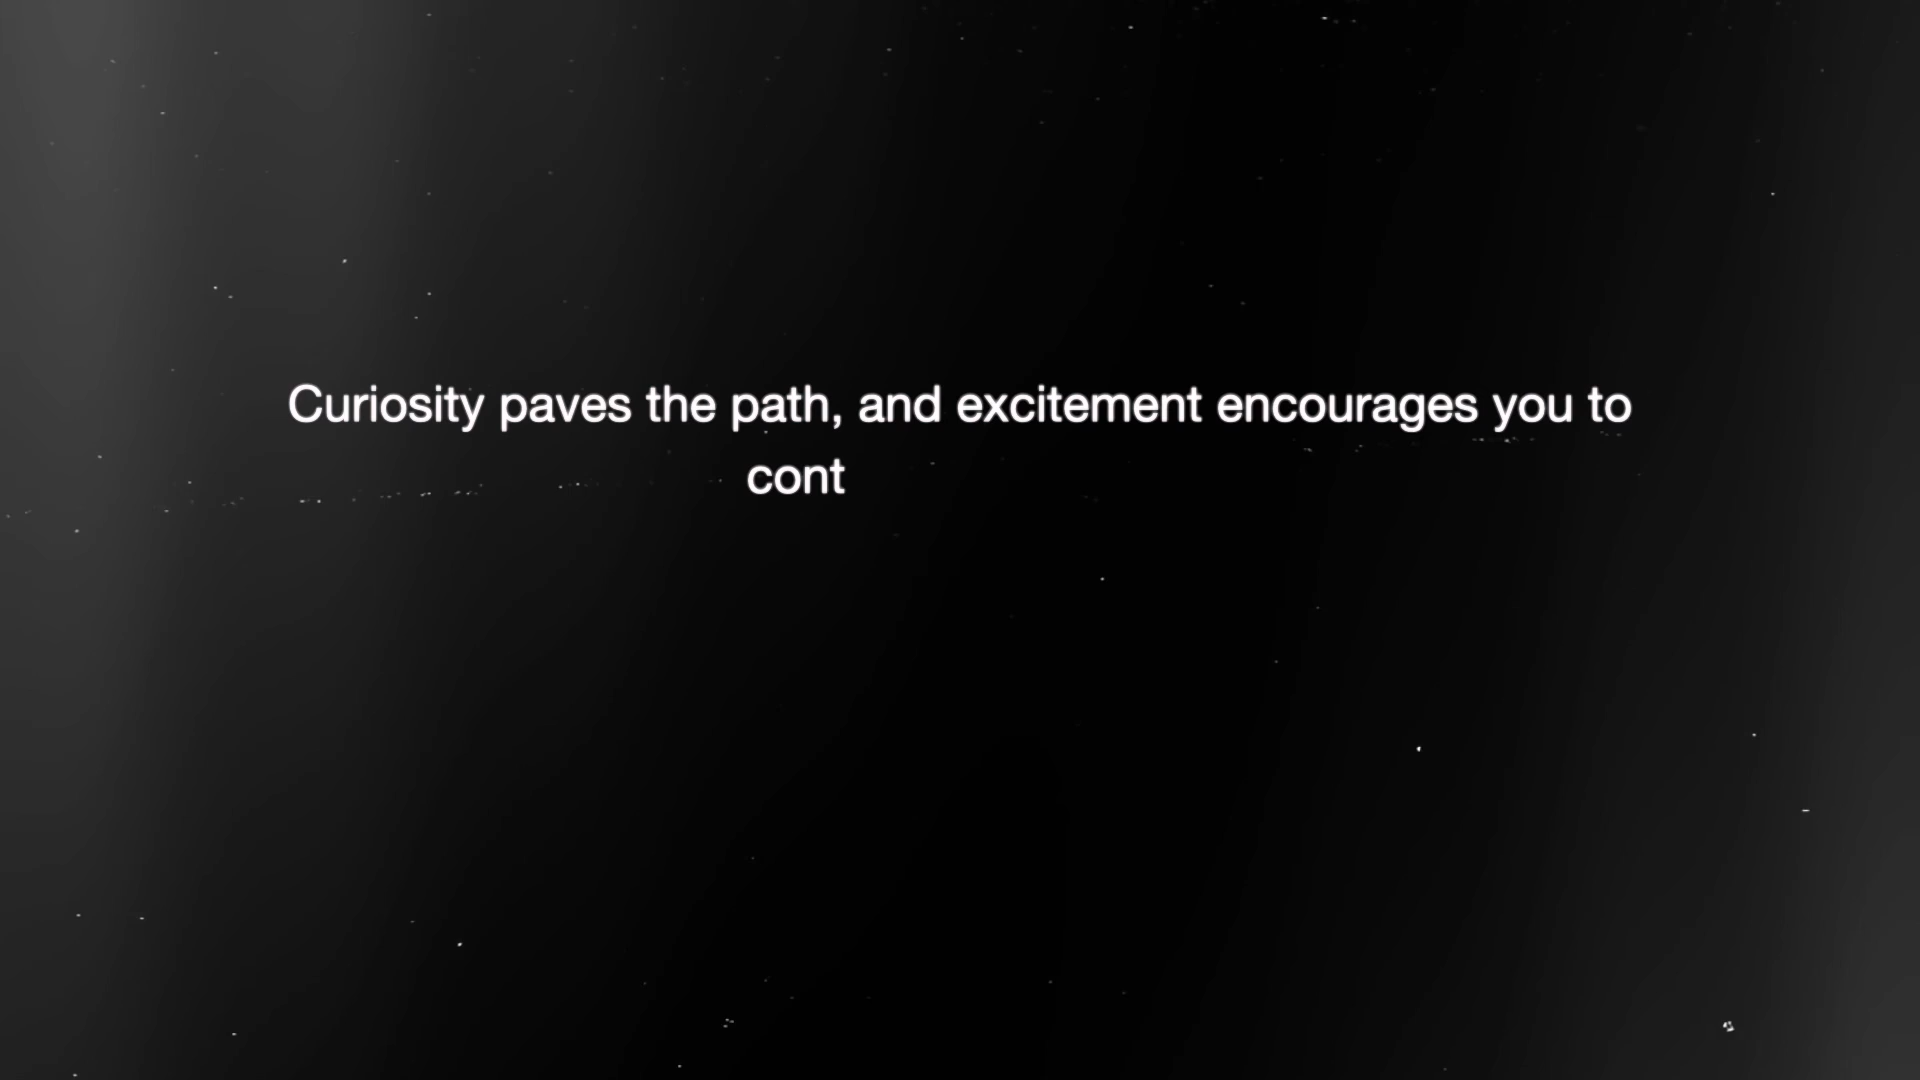 Curiosity paves the path, and excitement encourages you to
cont